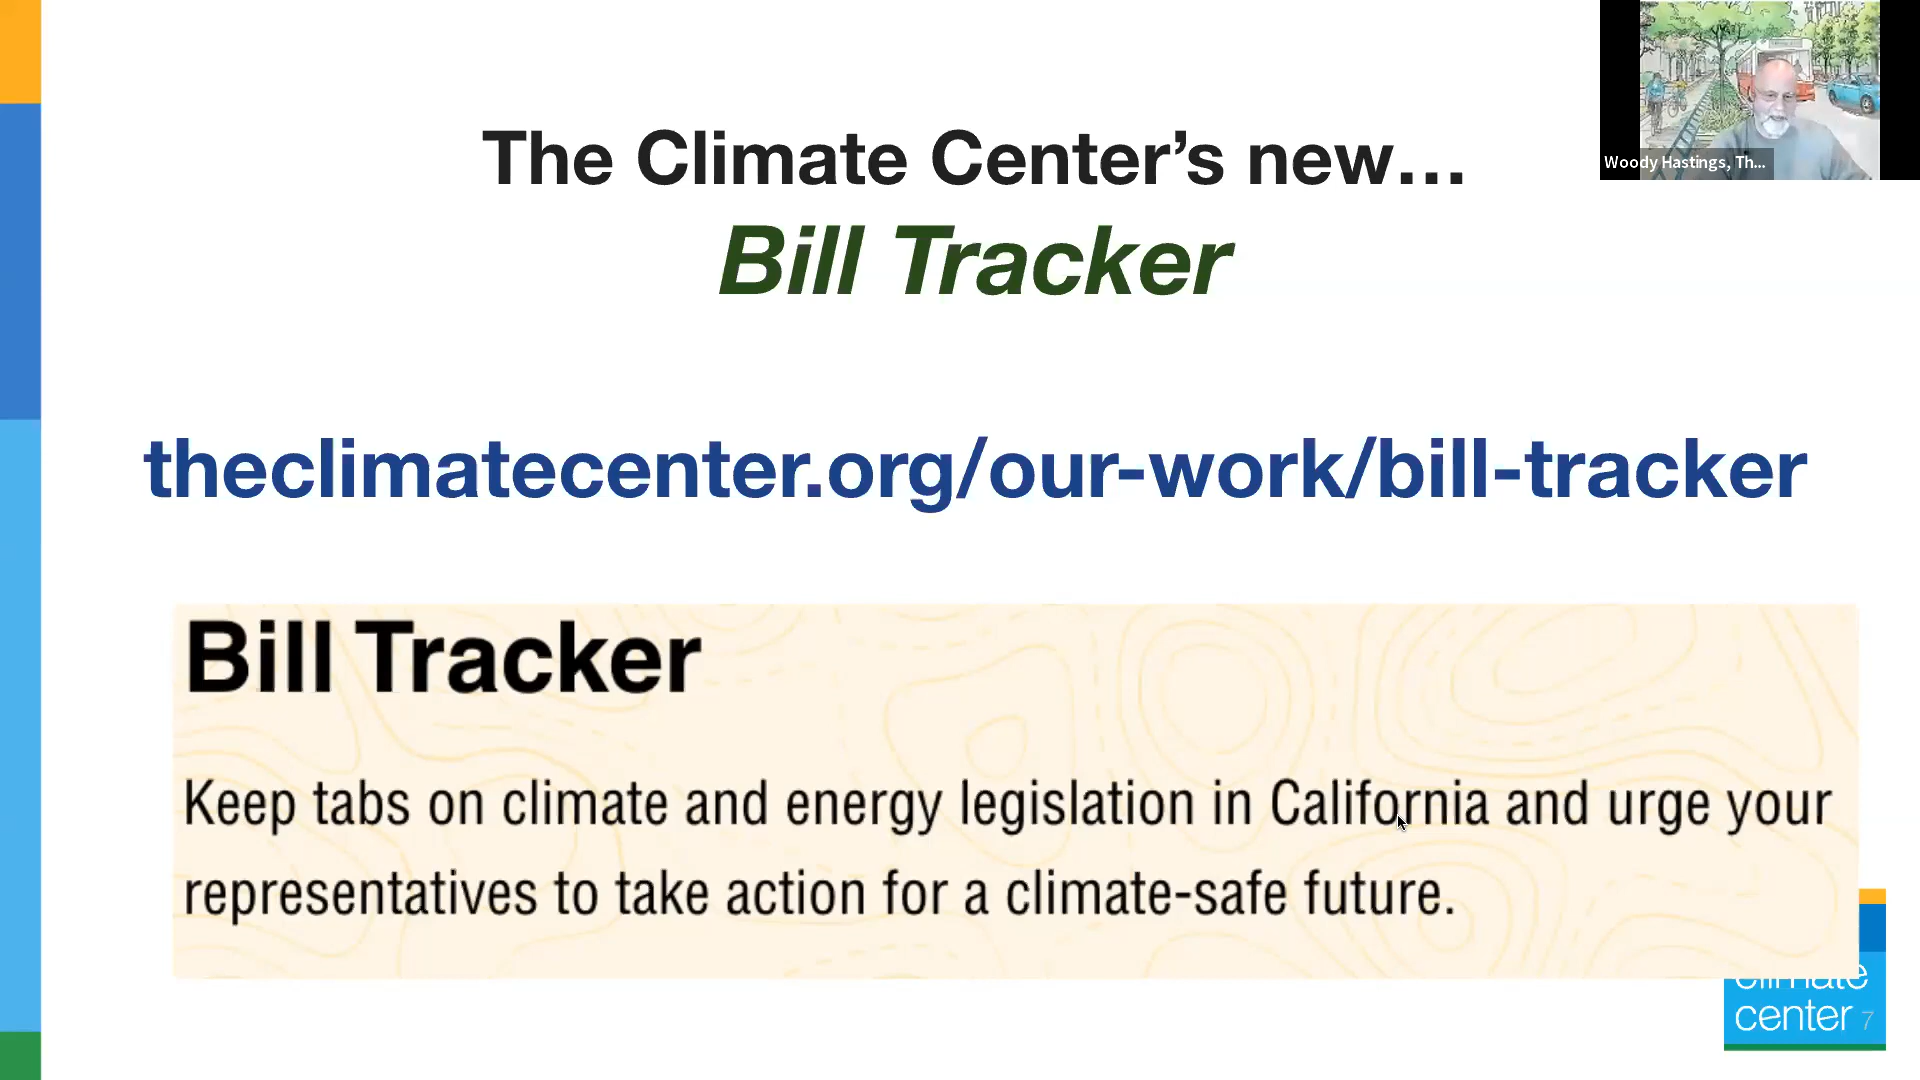 The Climate Center’s new…
Bill Tracker
Woody Hastings, Th...
theclimatecenter.org/our-work/bill-tracker
Bill Tracker
Keep tabs on climate and energy legislation in California and urge your
representatives to take action for a climate-safe future.
climate
center 7